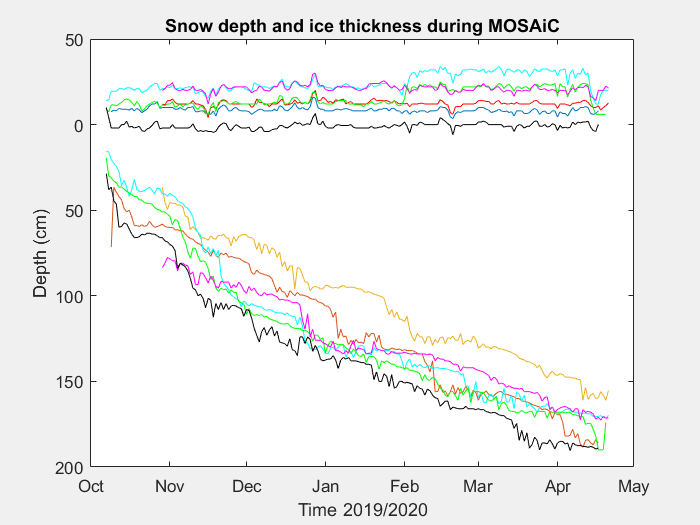 Snow depth and ice thickness during MOSAiC
50
0
50
100
150
200
Depth (cm)
Oct Nov Dec Jan Feb Mar Apr May
Time 2019/2020